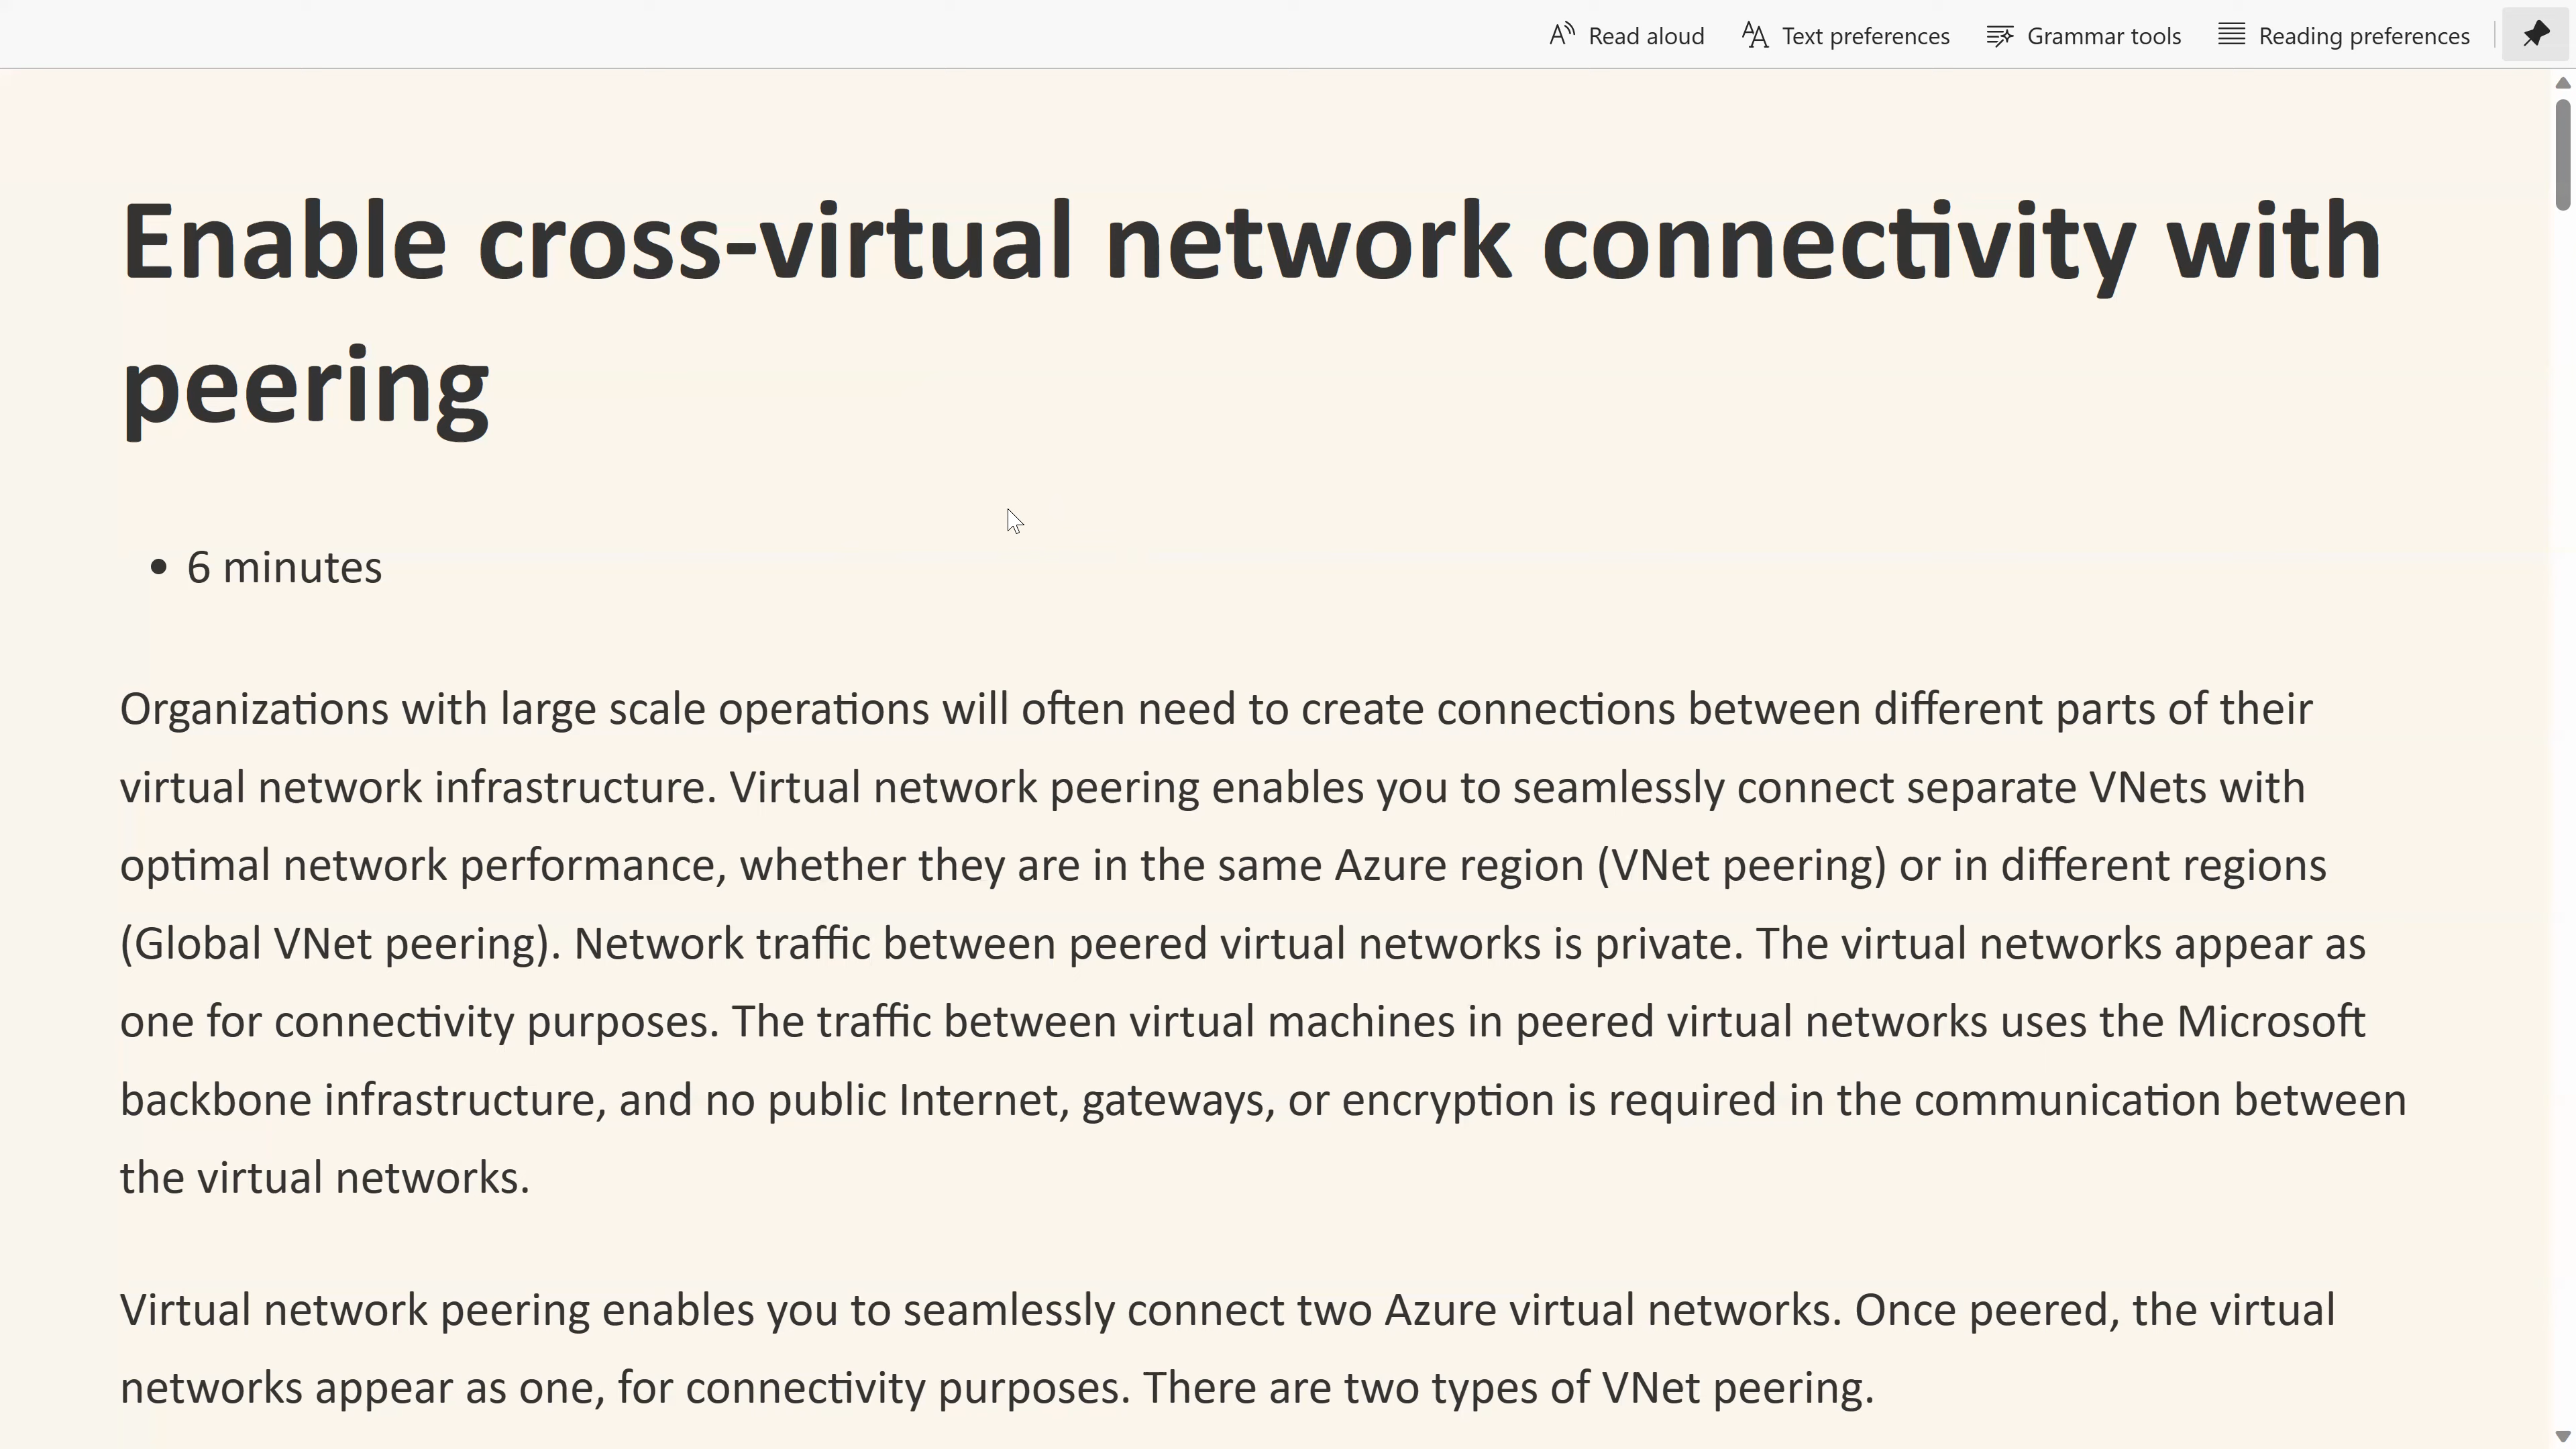 Read aloud Text preferences Grammar tools Reading preferences
Enable cross-virtual network connectivity with
peering
• 6 minutes
Organizations with large scale operations will often need to create connections between different parts of their
virtual network infrastructure. Virtual network peering enables you to seamlessly connect separate VNets with
optimal network performance, whether they are in the same Azure region (VNet peering) or in different regions
(Global VNet peering). Network traffic between peered virtual networks is private. The virtual networks appear as
one for connectivity purposes. The traffic between virtual machines in peered virtual networks uses the Microsoft
backbone infrastructure, and no public Internet, gateways, or encryption is required in the communication between
the virtual networks.
Virtual network peering enables you to seamlessly connect two Azure virtual networks. Once peered, the virtual
networks appear as one, for connectivity purposes. There are two types of VNet peering.